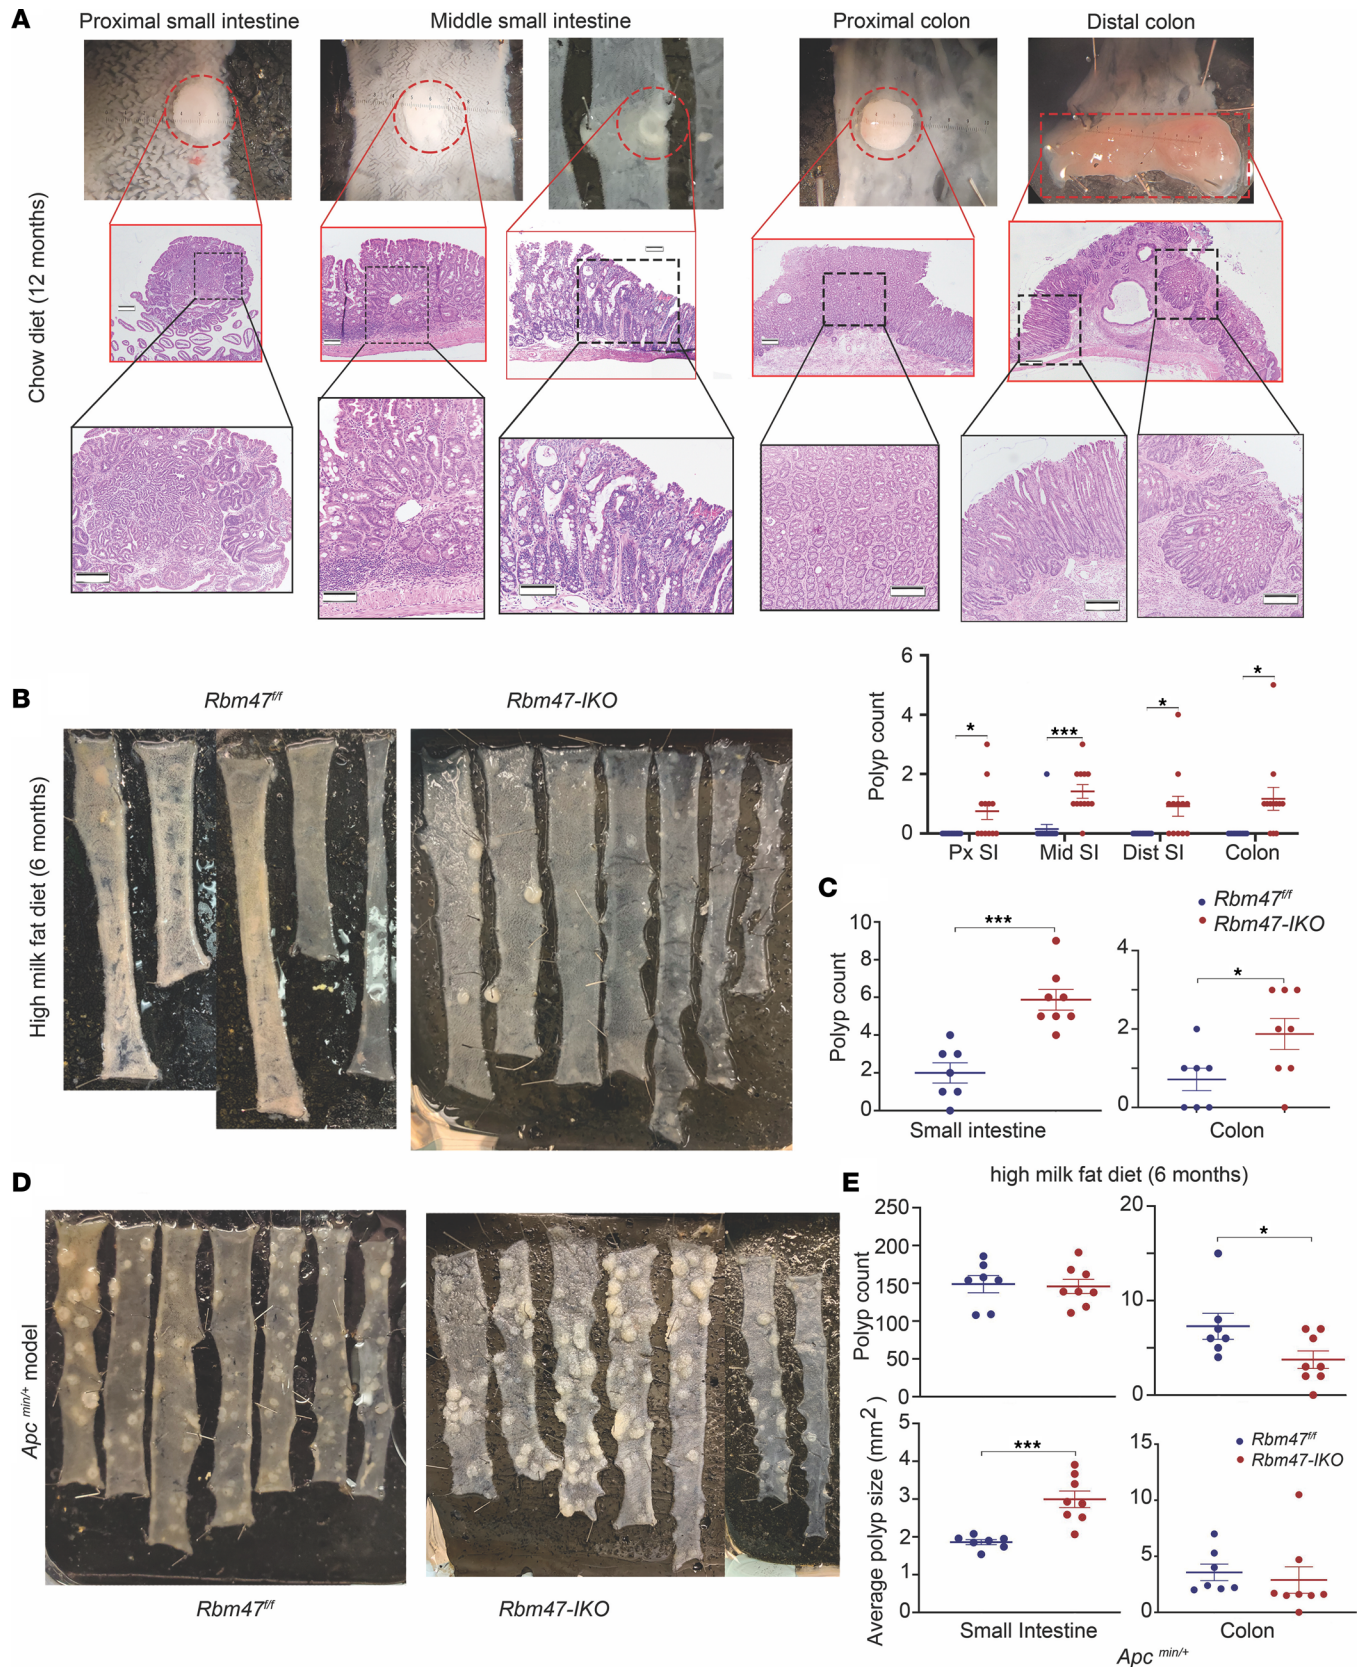 A
Proximal small intestine
Middle small intestine
Proximal colon
Distal colon
Chow diet (12 months)
6
4
2
0
Polyp count
*
***
*
*
Px SI
Mid SI
Dist SI
Colon
B
Rbm47f/f
Rbm47-IKO
High milk fat diet (6 months)
C
Rbm47f/f
Rbm47-IKO
10
8
6
4
2
0
Polyp count
***
Small intestine
4
2
0
*
Colon
high milk fat diet (6 months)
D
Apc min/+ model
Rbm47f/f
Rbm47-IKO
E
250
200
150
100
50
0
Polyp count
20
10
0
*
5
4
3
2
1
0
Average polyp size (mm2)
***
Small Intestine
15
10
5
0
Rbm47f/f
Rbm47-IKO
Colon
Apc min/+